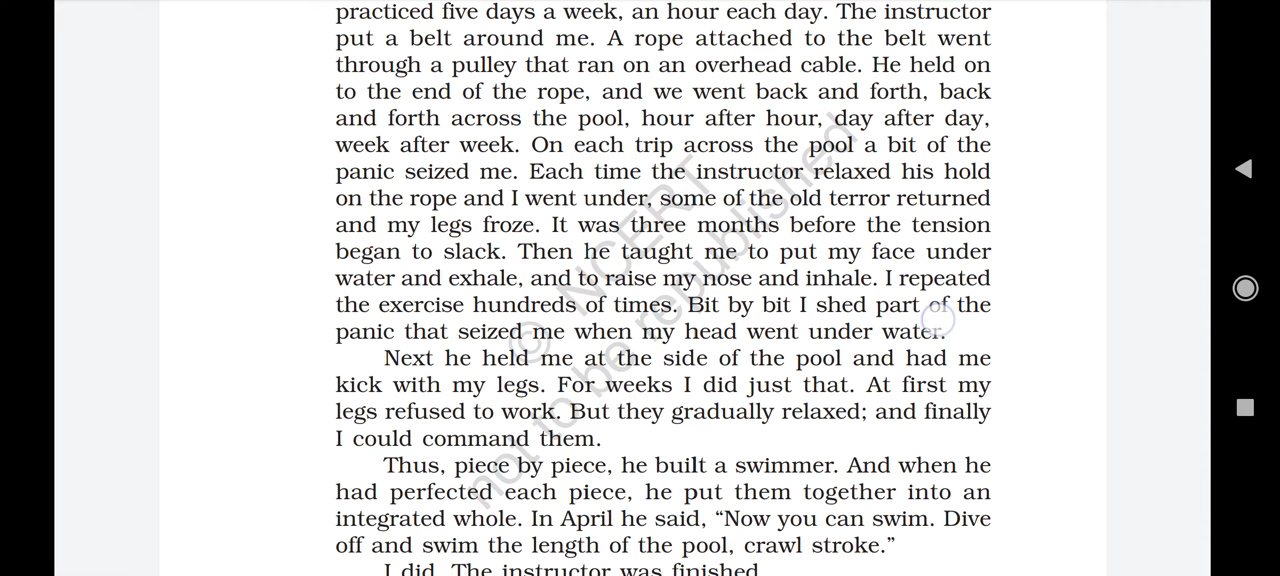 practiced five days a week, an hour each day. The instructor
put a belt around me. A rope attached to the belt went
through a pulley that ran on an overhead cable. He held on
to the end of the rope, and we went back and forth, back
and forth across the pool, hour after hour, day after day,
week after week. On each trip across the pool a bit of the
panic seized me. Each time the instructor relaxed his hold
on the rope and I went under, some of the old terror returned
and my legs froze. It was three months before the tension
began to slack. Then he taught me to put my face under
water and exhale, and to raise my nose and inhale. I repeated
the exercise hundreds of times. Bit by bit I shed part of the
panic that seized me when my head went under water.
Next he held me at the side of the pool and had me
kick with my legs. For weeks I did just that. At first my
legs refused to work. But they gradually relaxed; and finally
I could command them.
Thus, piece by piece, he built a swimmer. And when he
had perfected each piece, he put them together into an
integrated whole. In April he said, “Now you can swim. Dive
off and swim the length of the pool, crawl stroke.”
I did. The instructor was finished.
© NCERT
not to be republished